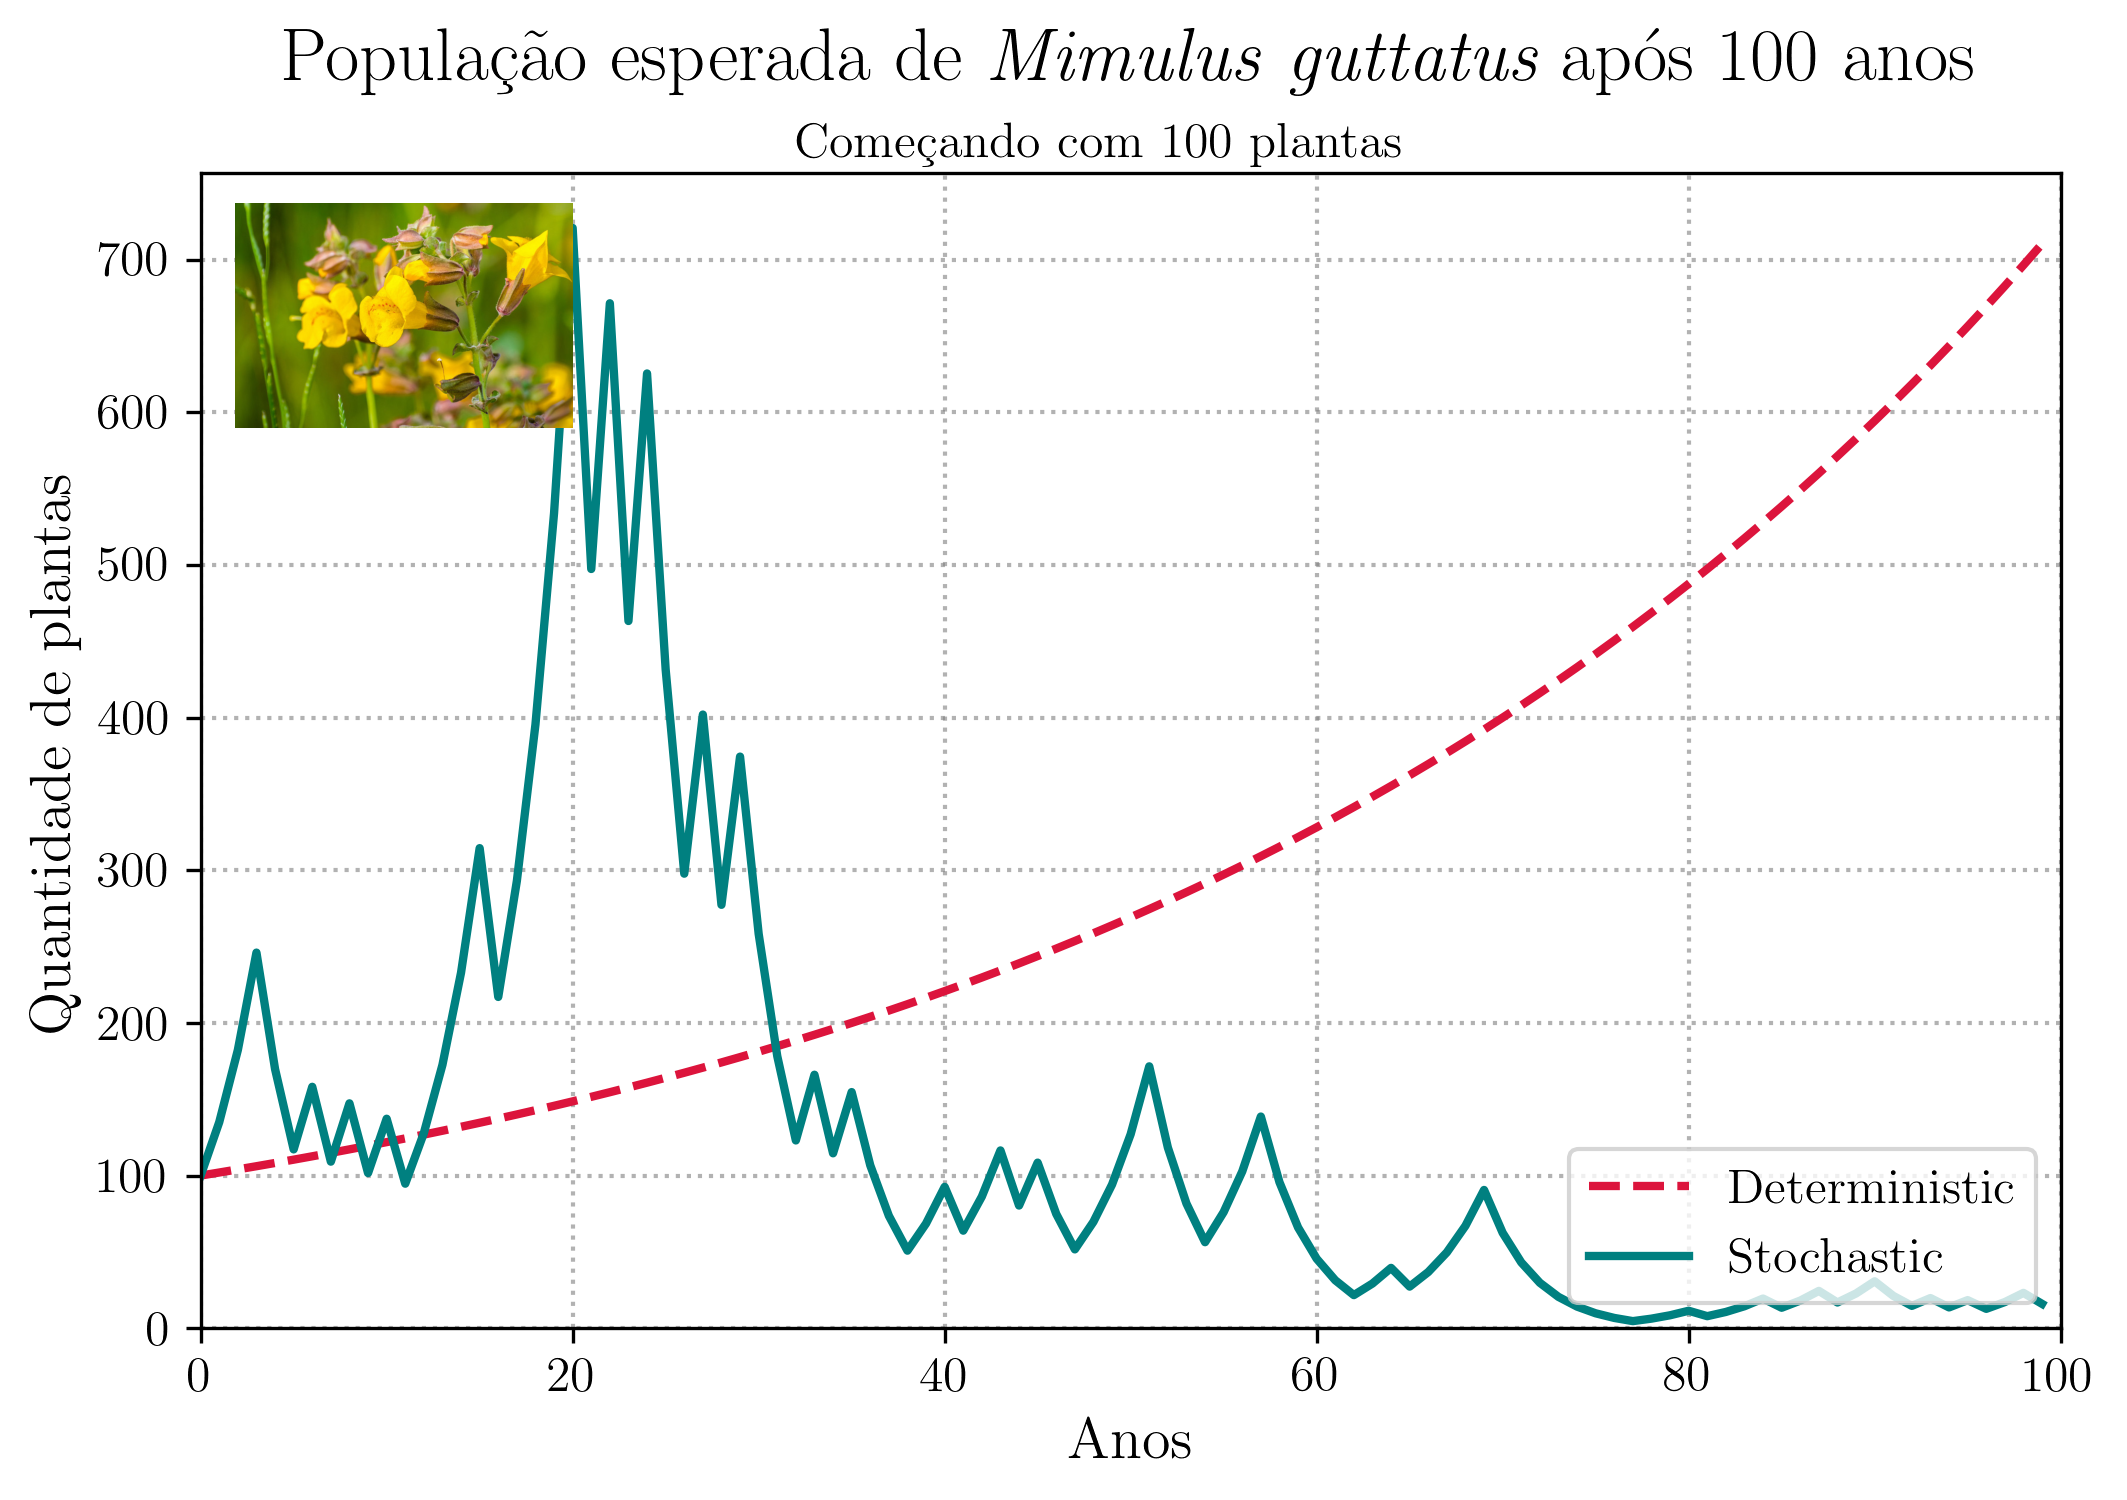 População esperada de Mimulus guttatus após 100 anos
Começando com 100 plantas
Quantidade de plantas
700
600
500
400
300
200
100
0
0 20 40 60 80 100
Anos
Deterministic
Stochastic